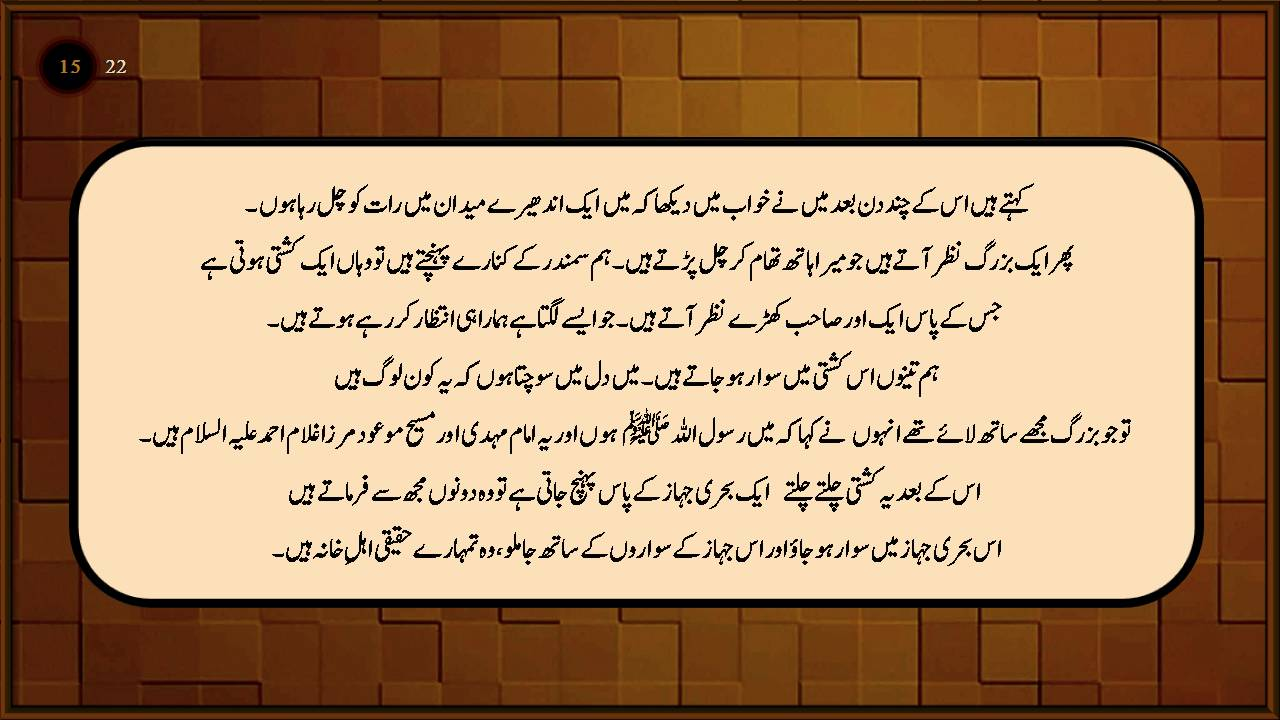 15 22
کہتے ہیں اس کے چند دن بعد میں نے خواب میں دیکھا کہ میں ایک اندھیرے میدان میں رات کو چل رہا ہوں۔
پھر ایک بزرگ نظر آتے ہیں جو میرا ہاتھ تھام کر چل پڑتے ہیں۔ ہم سمندر کے کنارے پہنچتے ہیں تو وہاں ایک کشتی ہوتی ہے
جس کے پاس ایک اور صاحب کھڑے نظر آتے ہیں۔ جو ایسے لگتا ہے ہمارا ہی انتظار کر رہے ہوتے ہیں۔
ہم تینوں اس کشتی میں سوار ہو جاتے ہیں۔ میں دل میں سوچتا ہوں کہ یہ کون لوگ ہیں
تو جو بزرگ مجھے ساتھ لائے تھے انہوں نے کہا کہ میں رسول اللہ ﷺ ہوں اور یہ امام مہدی اور مسیح موعود مرزا غلام احمد علیہ السلام ہیں۔
اس کے بعد یہ کشتی چلتے چلتے ایک بحری جہاز کے پاس پہنچ جاتی ہے تو وہ دونوں مجھ سے فرماتے ہیں
اس بحری جہاز میں سوار ہو جاؤ اور اس جہاز کے سواروں کے ساتھ جا ملو، وہ تمہارے حقیقی اہلِ خانہ ہیں۔